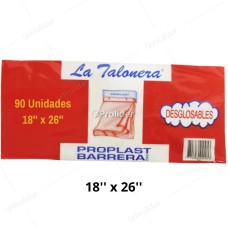 La Talonera
90 Unidades
18" x 26"
DESGLOSABLES
PROPLAST
BARRERA
18'' x 26''